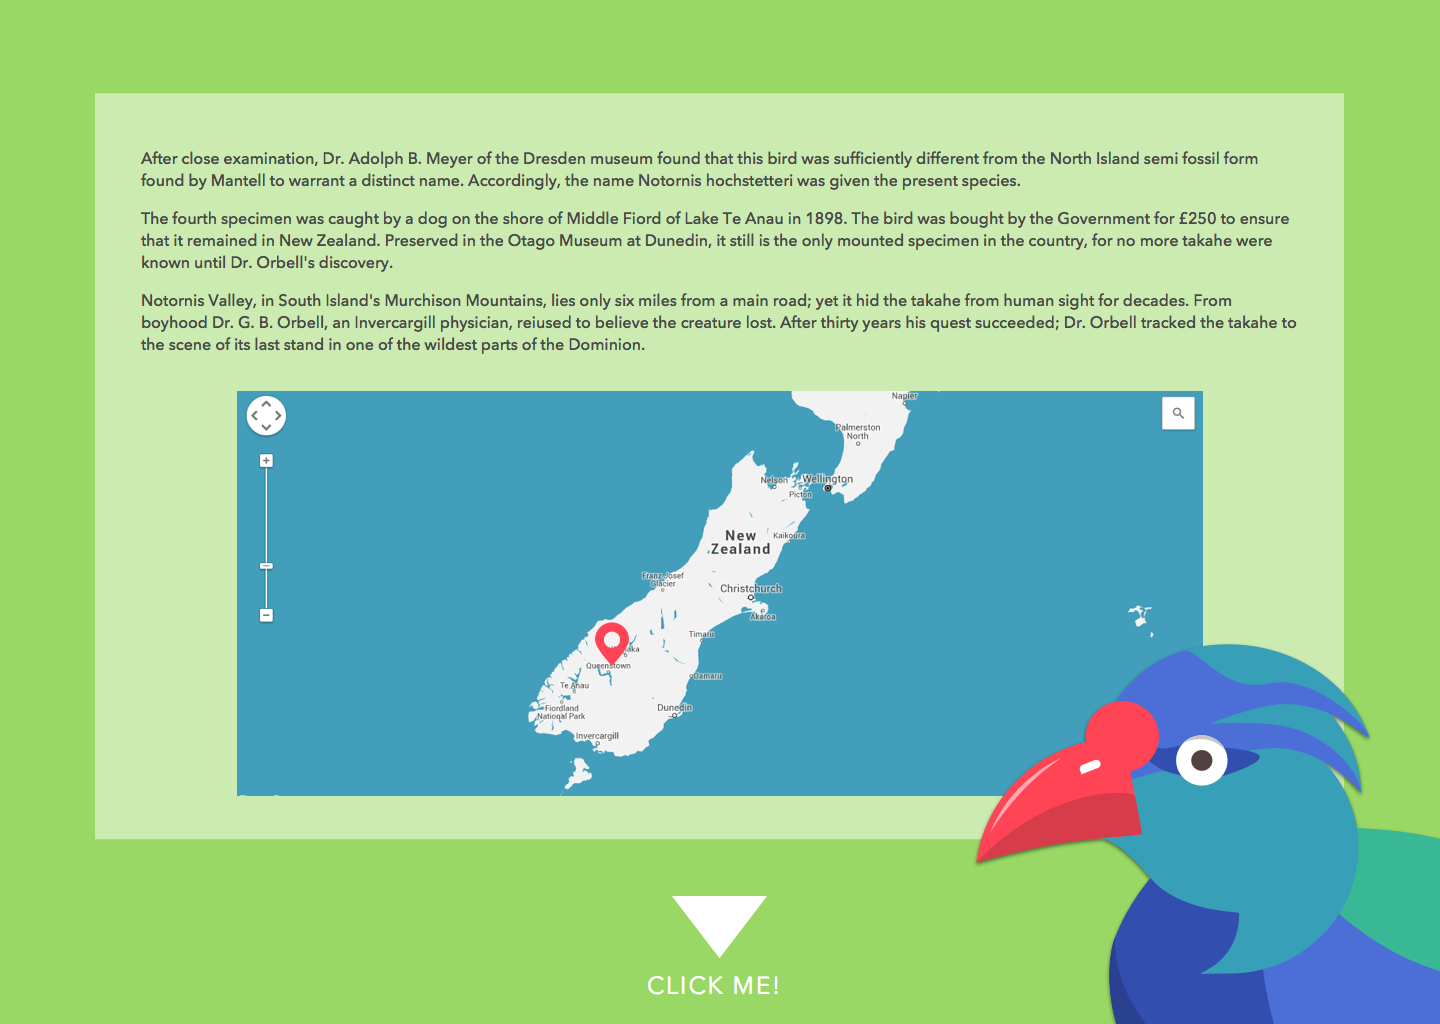 After close examination, Dr. Adolph B. Meyer of the Dresden museum found that this bird was sufficiently different from the North Island semi fossil form
found by Mantell to warrant a distinct name. Accordingly, the name Notornis hochstetteri was given the present species.
The fourth specimen was caught by a dog on the shore of Middle Fiord of Lake Te Anau in 1898. The bird was bought by the Government for £250 to ensure
that it remained in New Zealand. Preserved in the Otago Museum at Dunedin, it still is the only mounted specimen in the country, for no more takahe were
known until Dr. Orbell's discovery.
Notornis Valley, in South Island's Murchison Mountains, lies only six miles from a main road; yet it hid the takahe from human sight for decades. From
boyhood Dr. G. B. Orbell, an Invercargill physician, reiused to believe the creature lost. After thirty years his quest succeeded; Dr. Orbell tracked the takahe to
the scene of its last stand in one of the wildest parts of the Dominion.
Napier
Palmerston
North
Nelson
Wellington
Picton
New
Zealand
Kaikoura
Franz Josef
Glacier
Christchurch
Akaroa
Timaru
aka
Queenstown
Oamaru
Te Anau
Fiordland
National Park
Dunedin
Invercargill
CLICK ME!